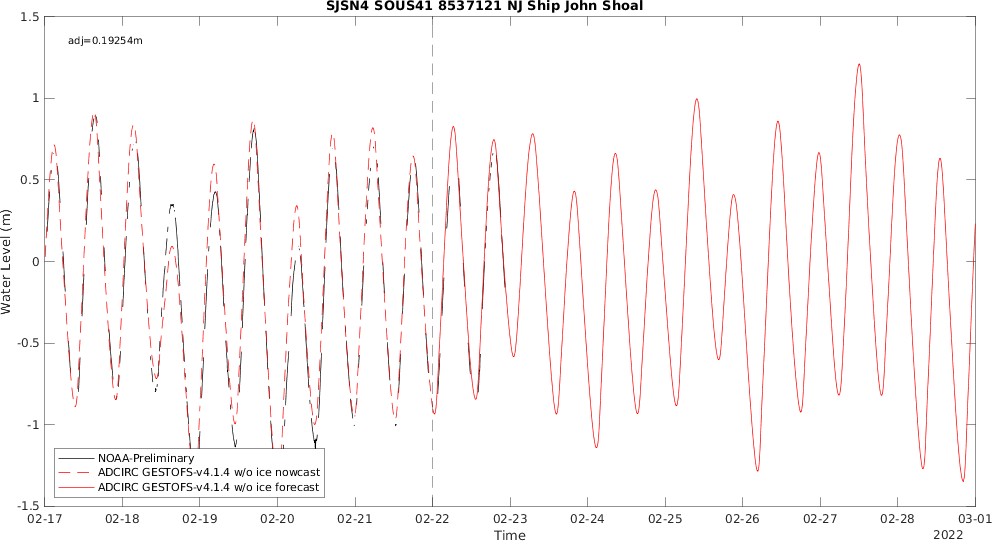 SJSN4 SOUS41 8537121 NJ Ship John Shoal
1.5
adj=0.19254m
1
0.5
0
-0.5
-1
-1.5
Water Level (m)
NOAA-Preliminary
ADCIRC GESTOFS-v4.1.4 w/o ice nowcast
ADCIRC GESTOFS-v4.1.4 w/o ice forecast
02-17 02-18 02-19 02-20 02-21 02-22 02-23 02-24 02-25 02-26 02-27 02-28 03-01
Time
2022